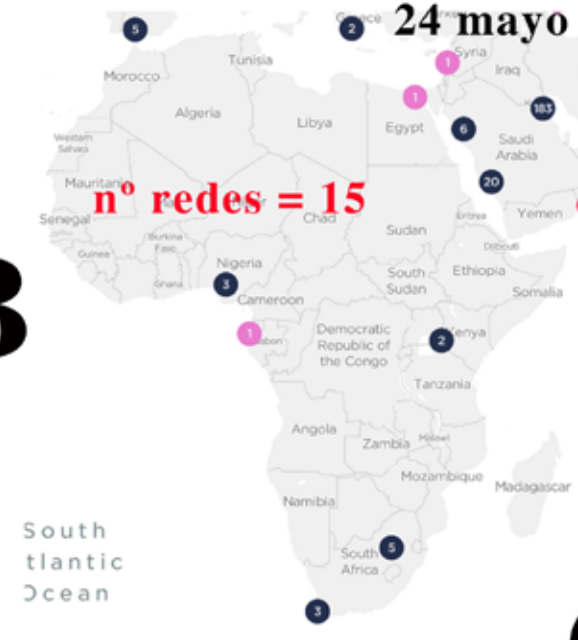 24 mayo
5
2
Syria
1
Tunisia
Iraq
Morocco
1
183
Algeria
Libya
Egypt
6
Western
Sahara
Saudi
Arabia
20
Mauritania
nº redes = 15
Chad
Yemen
Senegal
Eritrea
Sudan
Burkina
Faso
Djibouti
Guinea
Nigeria
South
Sudan
Ethiopia
3
Ghana
Somalia
Cameroon
1
Democratic
Republic of
the Congo
2
Kenya
Tanzania
Angola
Malawi
Zambia
Mozambique
Madagascar
Namibia
South
tlantic
Ocean
5
South
Africa
3